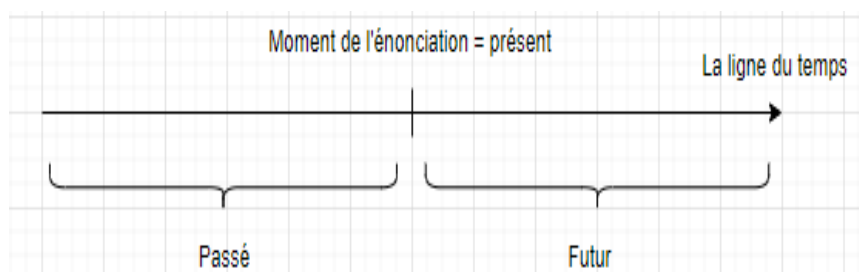 Moment de l'énonciation = présent
La ligne du temps
Passé
Futur